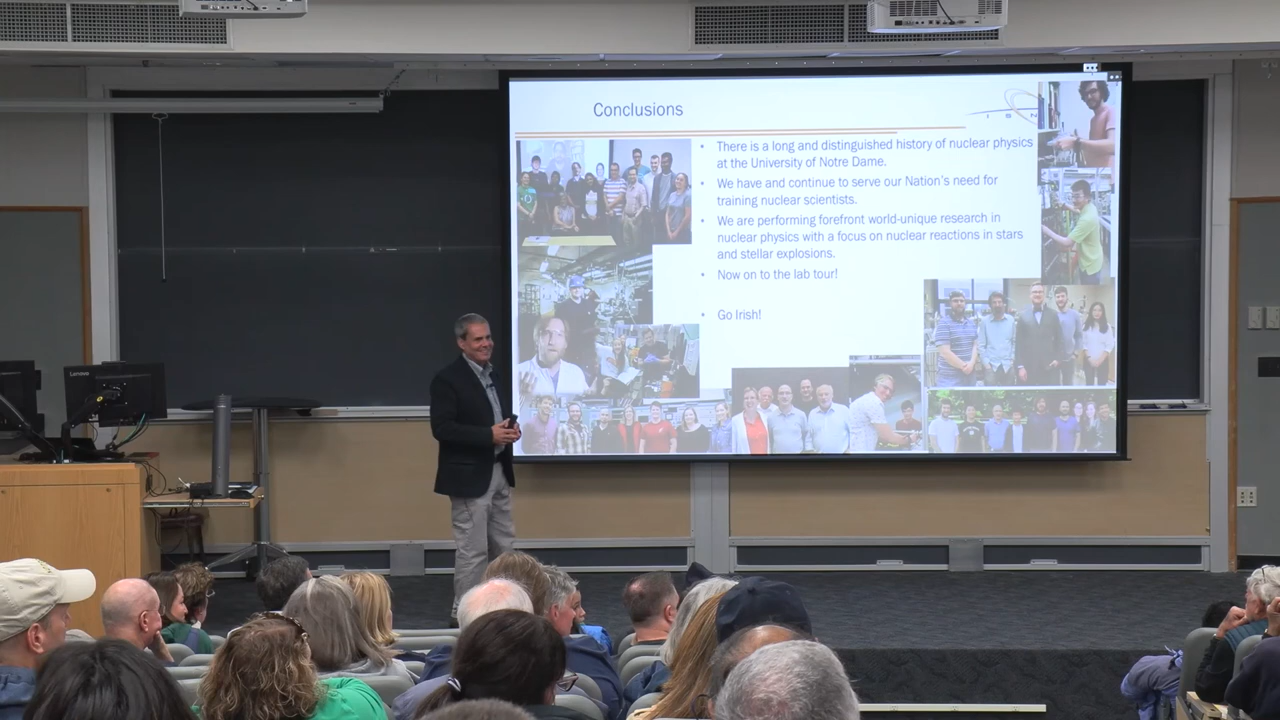 Conclusions
ISN
• There is a long and distinguished history of nuclear physics
at the University of Notre Dame.
• We have and continue to serve our Nation's need for
training nuclear scientists.
• We are performing forefront world-unique research in
nuclear physics with a focus on nuclear reactions in stars
and stellar explosions.
• Now on to the lab tour!
• Go Irish!
Lenovo